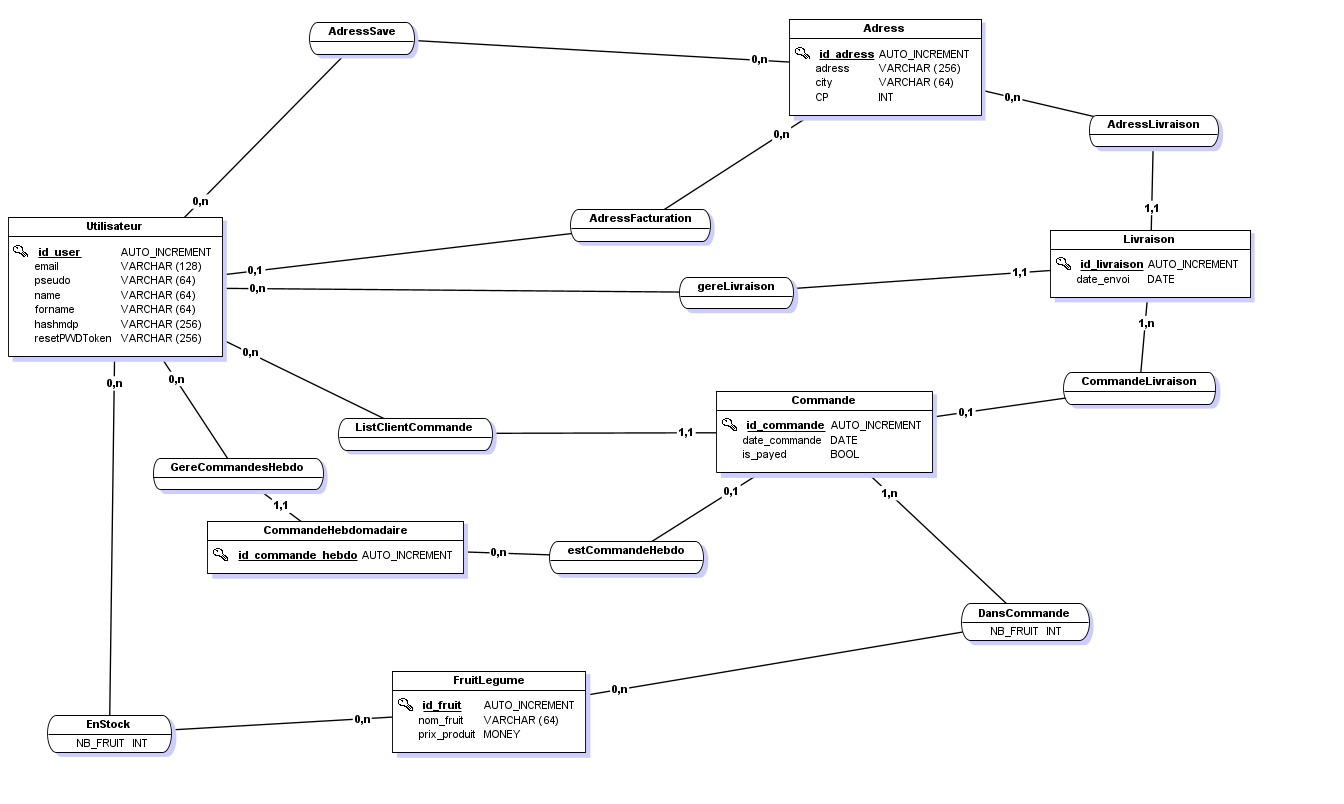 AdressSave
0,n
0,n
Adress
id_adress AUTO_INCREMENT
adress VARCHAR (256)
city VARCHAR (64)
CP INT
0,n
AdressLivraison
1,1
0,n
AdressFacturation
0,1
Utilisateur
id_user AUTO_INCREMENT
email VARCHAR (128)
pseudo VARCHAR (64)
name VARCHAR (64)
forname VARCHAR (64)
hashmdp VARCHAR (256)
resetPWDToken VARCHAR (256)
0,n
gereLivraison
1,1
Livraison
id_livraison AUTO_INCREMENT
date_envoi DATE
1,n
CommandeLivraison
0,1
0,n
ListClientCommande
1,1
Commande
id_commande AUTO_INCREMENT
date_commande DATE
is_payed BOOL
0,n
0,n
GereCommandesHebdo
1,1
CommandeHebdomadaire
id_commande_hebdo AUTO_INCREMENT
0,n
estCommandeHebdo
0,1
1,n
DansCommande
NB_FRUIT INT
0,n
FruitLegume
id_fruit AUTO_INCREMENT
nom_fruit VARCHAR (64)
prix_produit MONEY
0,n
EnStock
NB_FRUIT INT